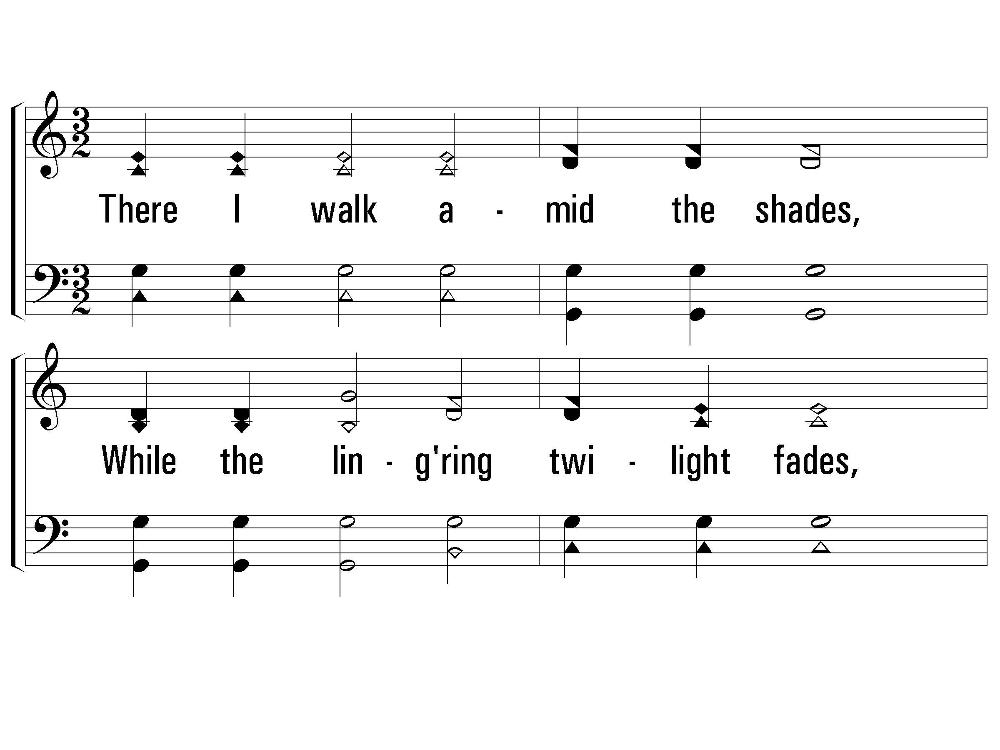 There I walk a - mid the shades,
While the lin - g'ring twi - light fades,